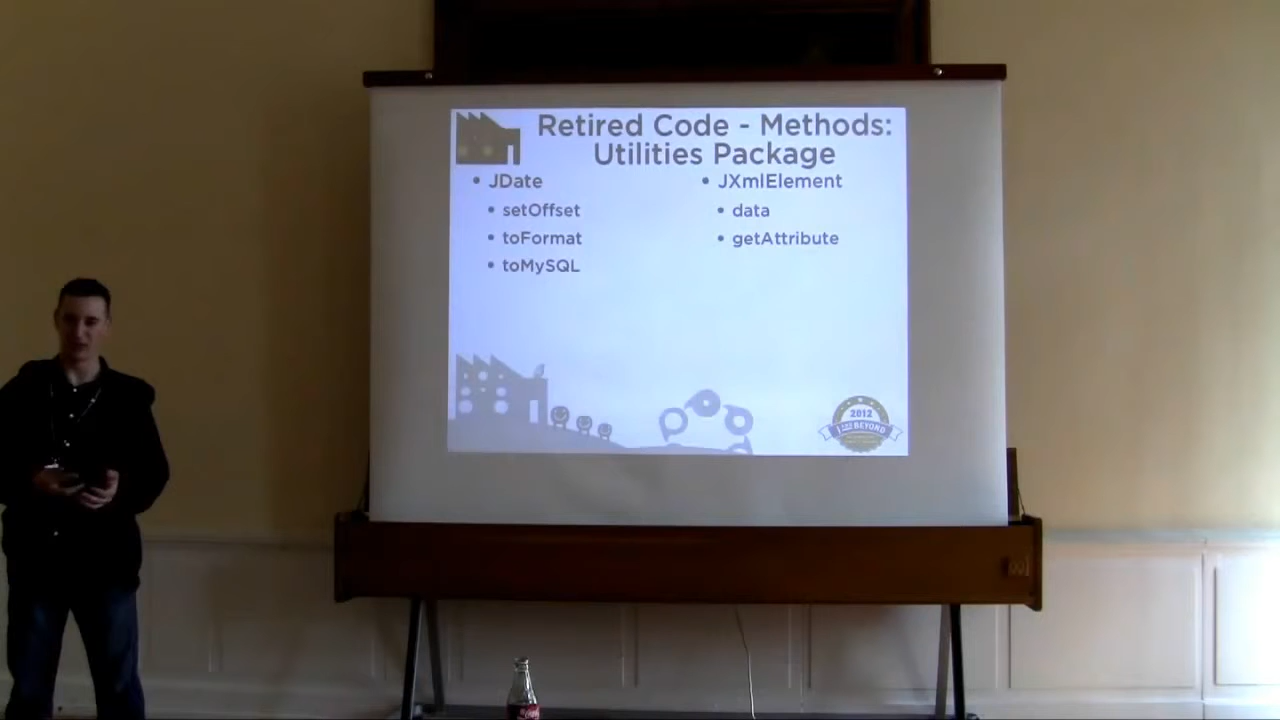 Retired Code - Methods:
Utilities Package
• JDate
• setOffset
• toFormat
• toMySQL
• JXmlElement
• data
• getAttribute
2012
BEYOND